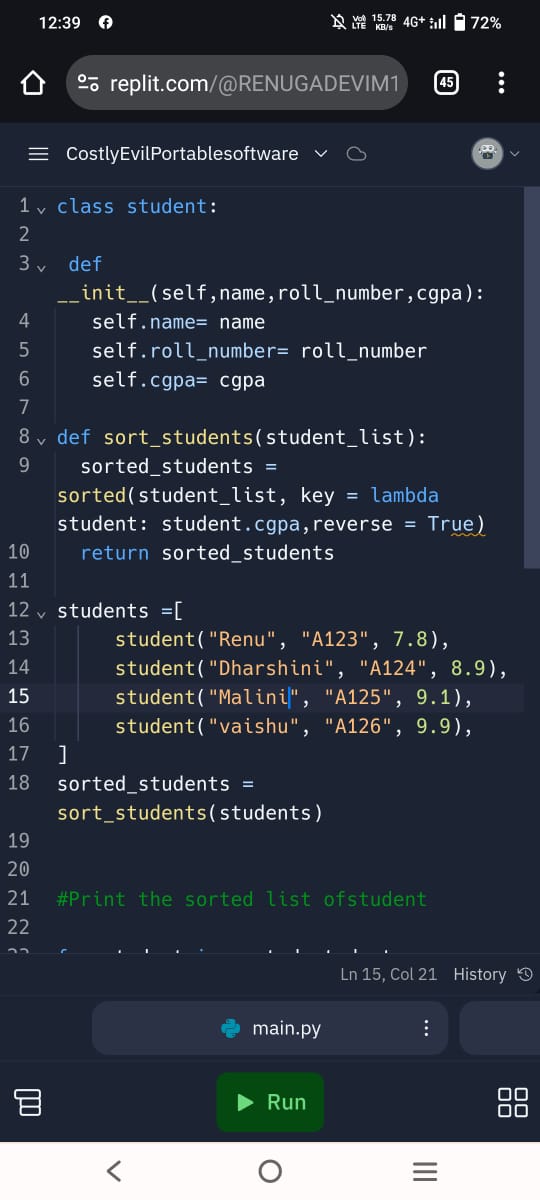 12:39
Vo) LTE 15.78 KB/s 4G+ 72%
replit.com/@RENUGADEVIM1 45
CostlyEvilPortablesoftware
1 class student:
2
3 def
__init__(self,name,roll_number,cgpa):
4 self.name= name
5 self.roll_number= roll_number
6 self.cgpa= cgpa
7
8 def sort_students(student_list):
9 sorted_students =
sorted(student_list, key = lambda
student: student.cgpa,reverse = True)
10 return sorted_students
11
12 students =[
13 student("Renu", "A123", 7.8),
14 student("Dharshini", "A124", 8.9),
15 student("Malini", "A125", 9.1),
16 student("vaishu", "A126", 9.9),
17 ]
18 sorted_students =
sort_students(students)
19
20
21 #Print the sorted list ofstudent
22
Ln 15, Col 21 History
main.py
Run